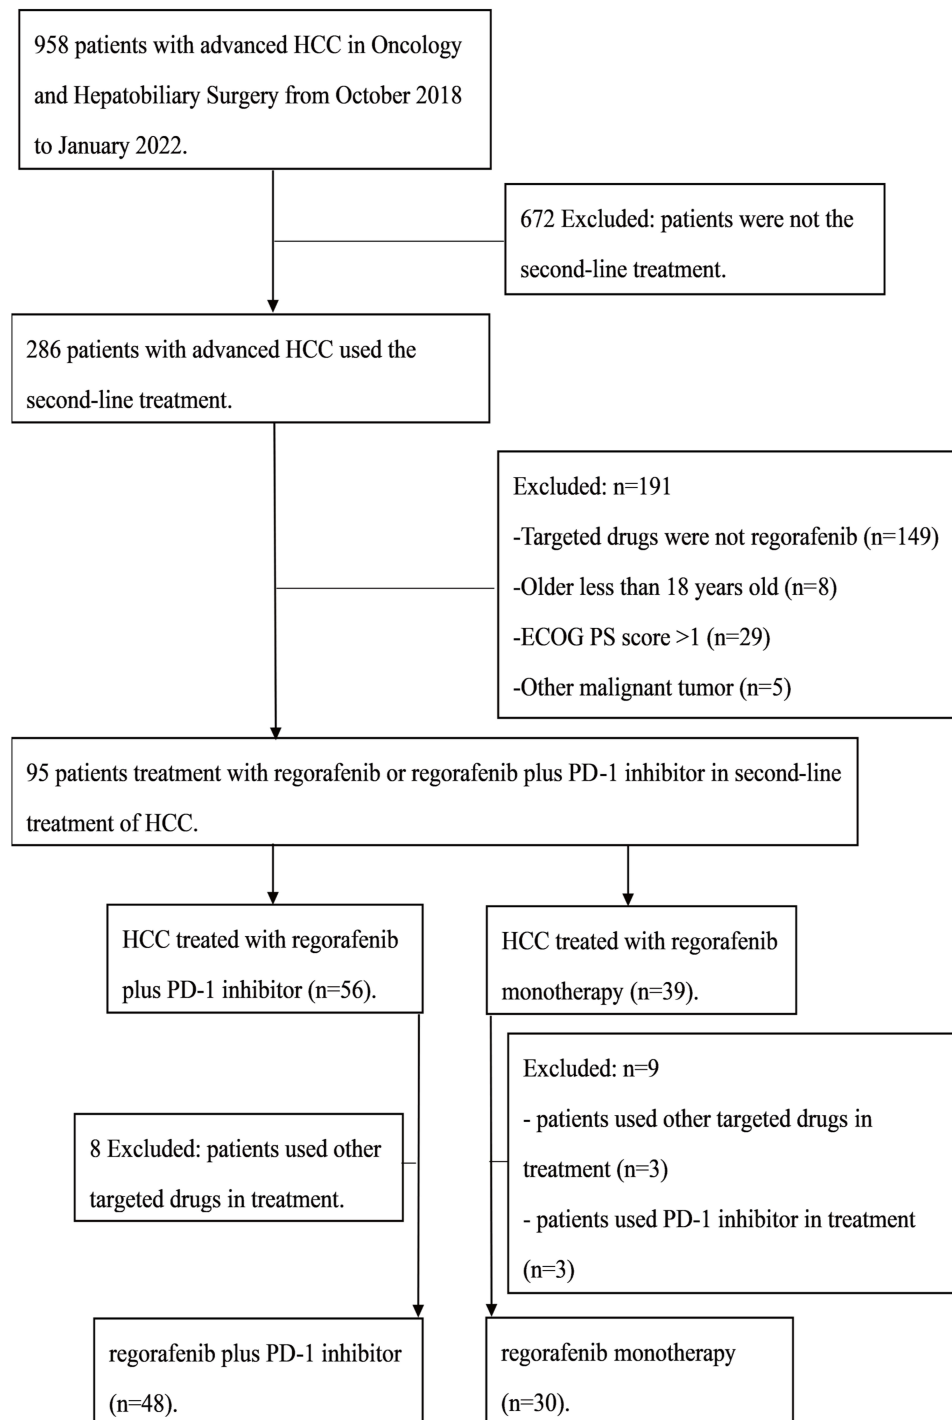 958 patients with advanced HCC in Oncology
and Hepatobiliary Surgery from October 2018
to January 2022.
672 Excluded: patients were not the
second-line treatment.
286 patients with advanced HCC used the
second-line treatment.
Excluded: n=191
-Targeted drugs were not regorafenib (n=149)
-Older less than 18 years old (n=8)
-ECOG PS score >1 (n=29)
-Other malignant tumor (n=5)
95 patients treatment with regorafenib or regorafenib plus PD-1 inhibitor in second-line
treatment of HCC.
HCC treated with regorafenib
plus PD-1 inhibitor (n=56).
HCC treated with regorafenib
monotherapy (n=39).
8 Excluded: patients used other
targeted drugs in treatment.
Excluded: n=9
- patients used other targeted drugs in
treatment (n=3)
- patients used PD-1 inhibitor in treatment
(n=3)
regorafenib plus PD-1 inhibitor
(n=48).
regorafenib monotherapy
(n=30).